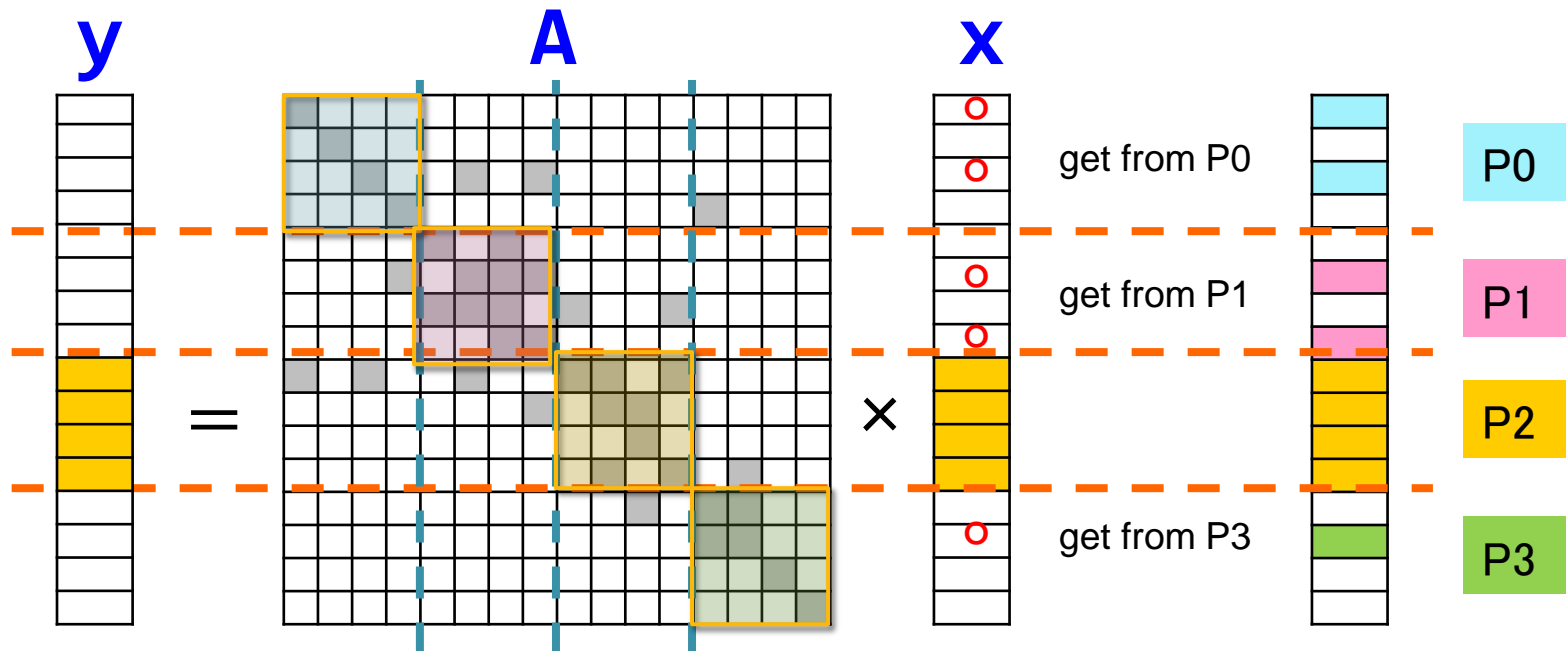 y A x
o
o
get from P0
P0
o
get from P1
o
P1
= ×
P2
o
get from P3
P3